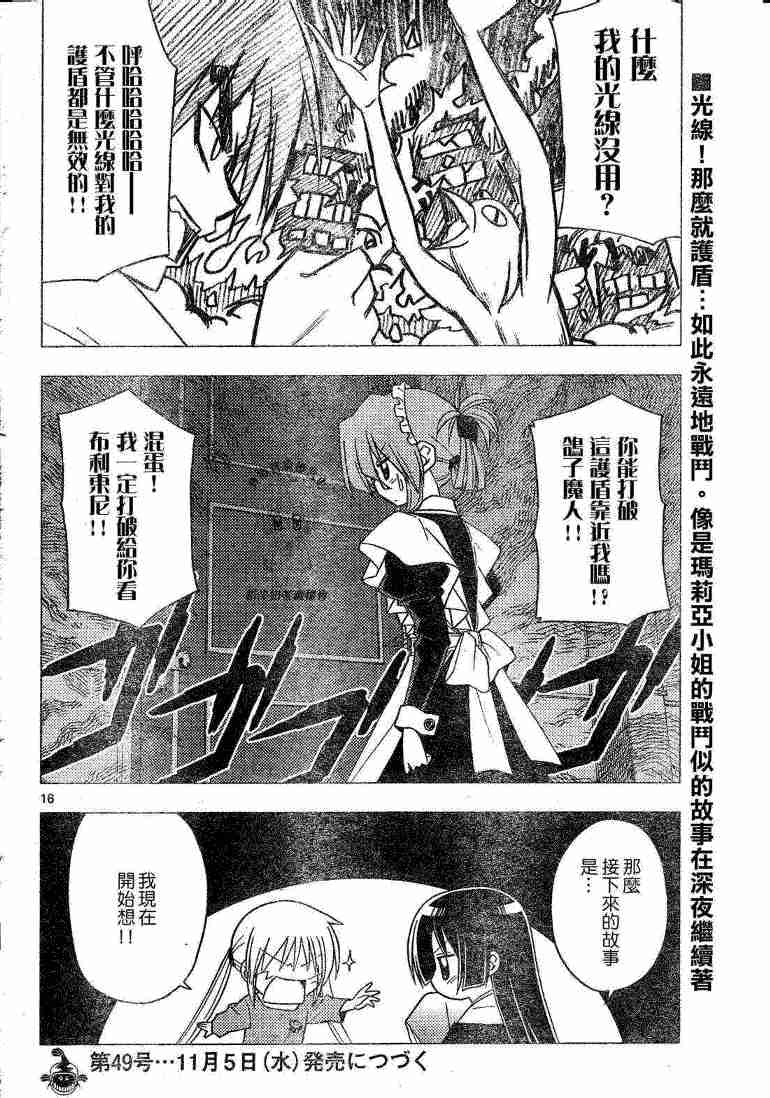 什麼
我的光線沒用？
呼哈哈哈哈哈——
不管什麼光線對我的
護盾都是無效的！！
光線！那麼就護盾…如此永遠地戰鬥。像是瑪莉亞小姐的戰鬥似的故事在深夜繼續著
你能打破
這護盾靠近我嗎！？
鴿子魔人！！
混蛋！
我一定打破給你看
布利東尼！！
ガガガ
16
那麼
接下來的故事
是…
我現在
開始想！！
第49号…11月5日（水）発売につづく